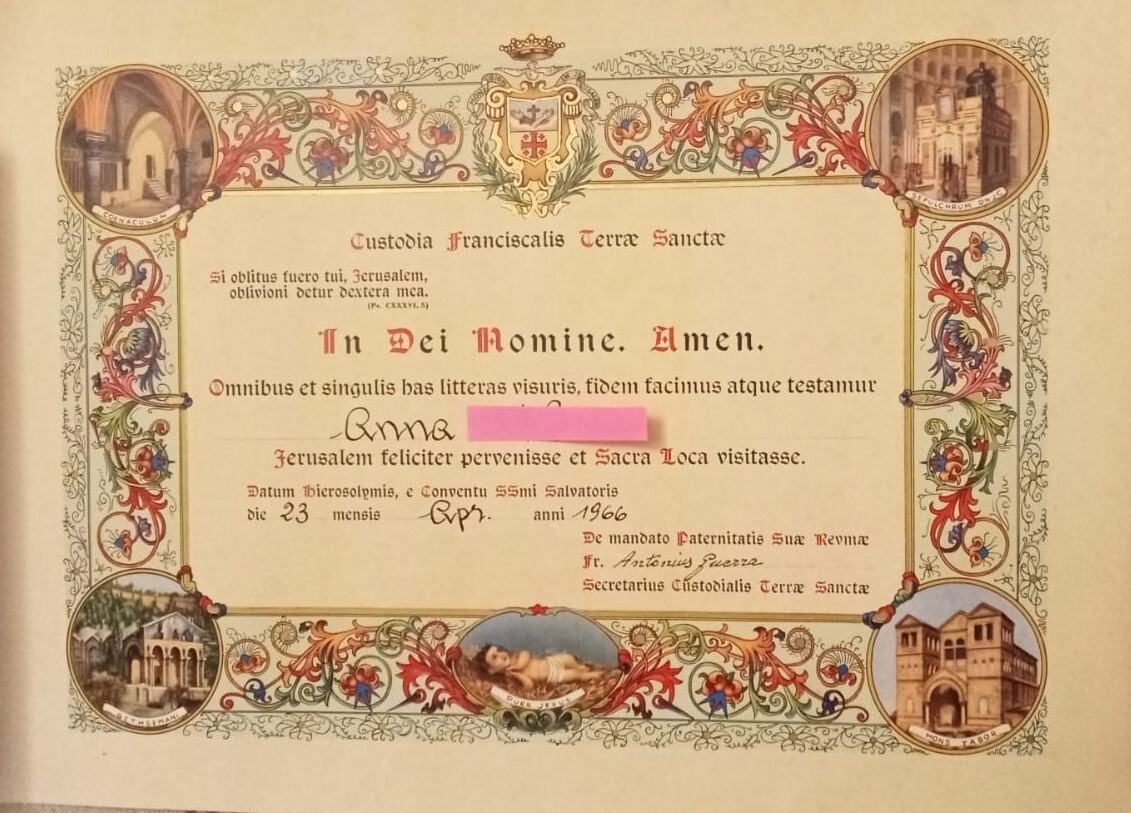 COENACULUM
SEPULCHRUM DNJC
Custodia Franciscalis Terræ Sanctæ
Si oblitus fuero tui, Jerusalem,
oblivioni detur dextera mea.
(Ps. CXXXVI, 5)
In Dei Nomine. Amen.
Omnibus et singulis has litteras visuris, fidem facimus atque testamur
Anna
Jerusalem feliciter pervenisse et Sacra Loca visitasse.
Datum Hierosolymis, e Conventu SSmi Salvatoris
die 23 mensis Apr. anni 1966
De mandato Paternitatis Suæ Revmæ
Fr. Antonius Guerra
Secretarius Custodialis Terræ Sanctæ
GETHSEMANI
PUER JESUS
MONS TABOR